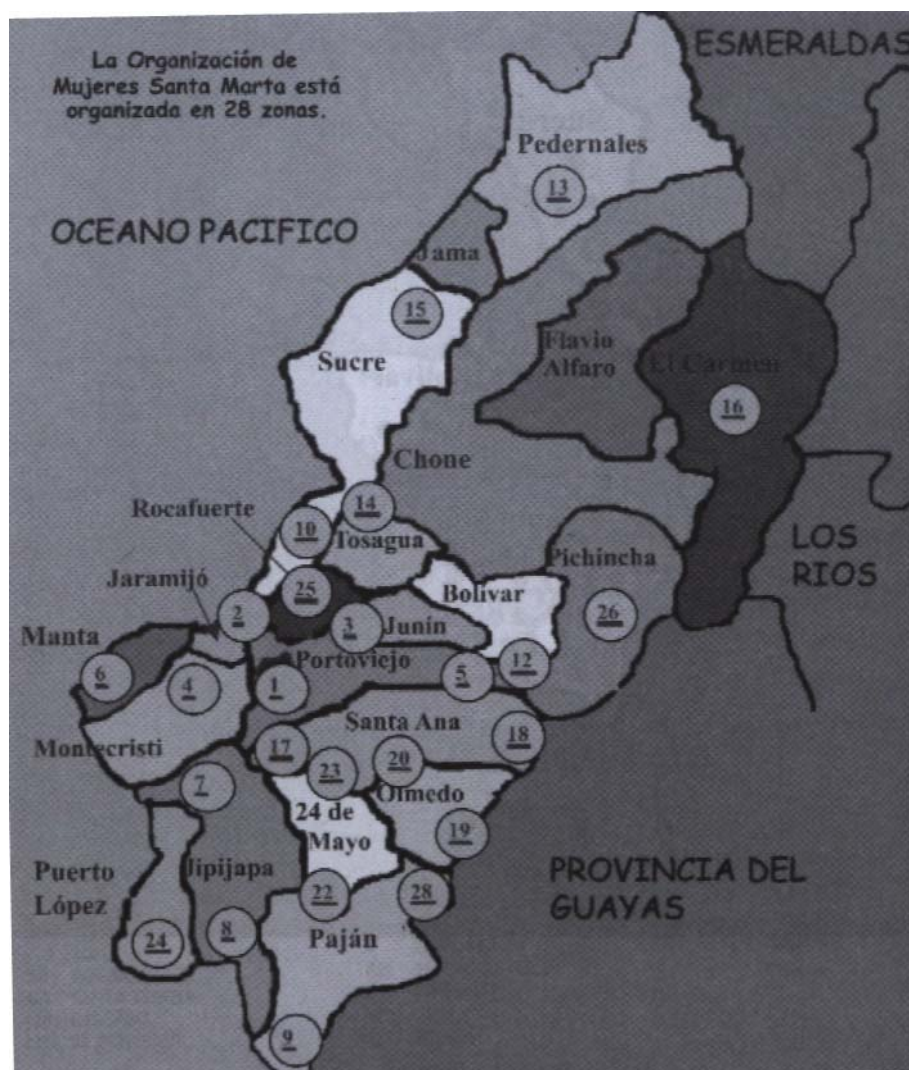 La Organización de
Mujeres Santa Marta está
organizada en 28 zonas.
ESMERALDAS
Pedernales
13
OCEANO PACIFICO
Jama
15
Sucre
Flavio
Alfaro
El Carmen
16
Chone
Rocafuerte
14
10
Tosagua
Pichincha
LOS
RIOS
Jaramijó
25
Bolívar
26
2
Manta
3
Junín
6
4
1
Portoviejo
5
12
Montecristi
Santa Ana
18
17
23
20
7
Olmedo
24 de
Mayo
19
Puerto
López
Jipijapa
PROVINCIA DEL
GUAYAS
22
28
24
8
Paján
9